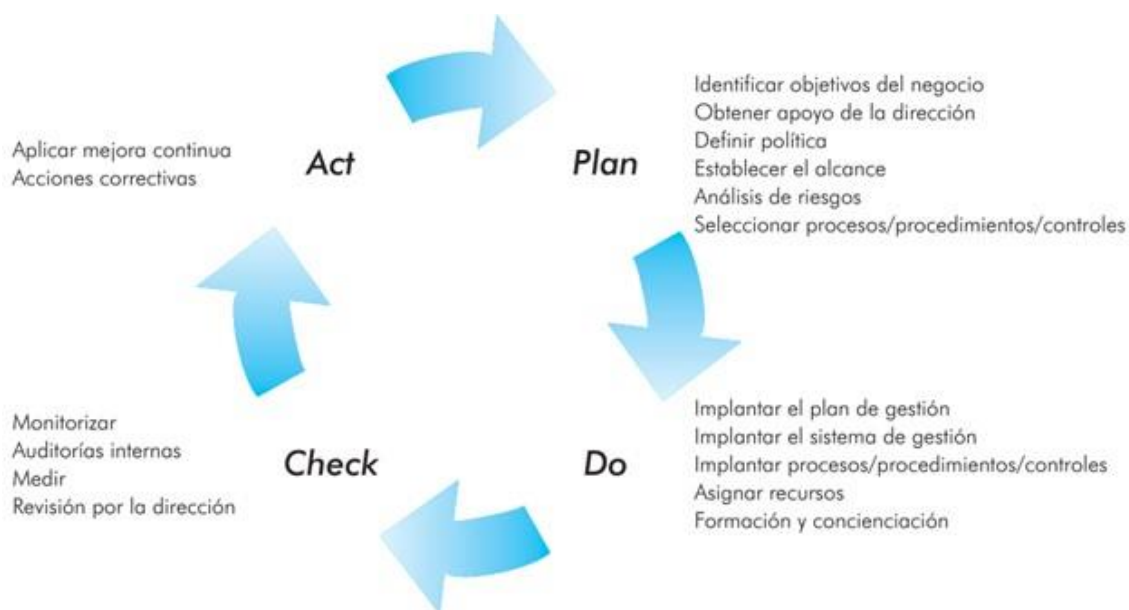 Act
Aplicar mejora continua
Acciones correctivas
Plan
Identificar objetivos del negocio
Obtener apoyo de la dirección
Definir política
Establecer el alcance
Análisis de riesgos
Seleccionar procesos/procedimientos/controles
Check
Monitorizar
Auditorías internas
Medir
Revisión por la dirección
Do
Implantar el plan de gestión
Implantar el sistema de gestión
Implantar procesos/procedimientos/controles
Asignar recursos
Formación y concienciación